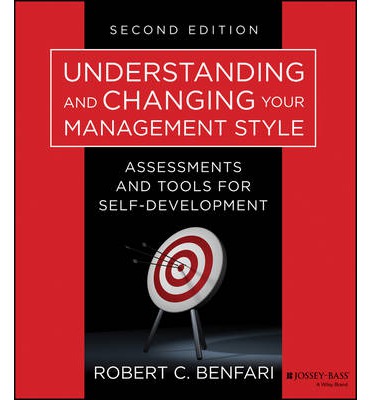 SECOND EDITION
UNDERSTANDING
AND CHANGING YOUR
MANAGEMENT STYLE
ASSESSMENTS
AND TOOLS FOR
SELF-DEVELOPMENT
ROBERT C. BENFARI
JOSSEY-BASS
A Wiley Brand